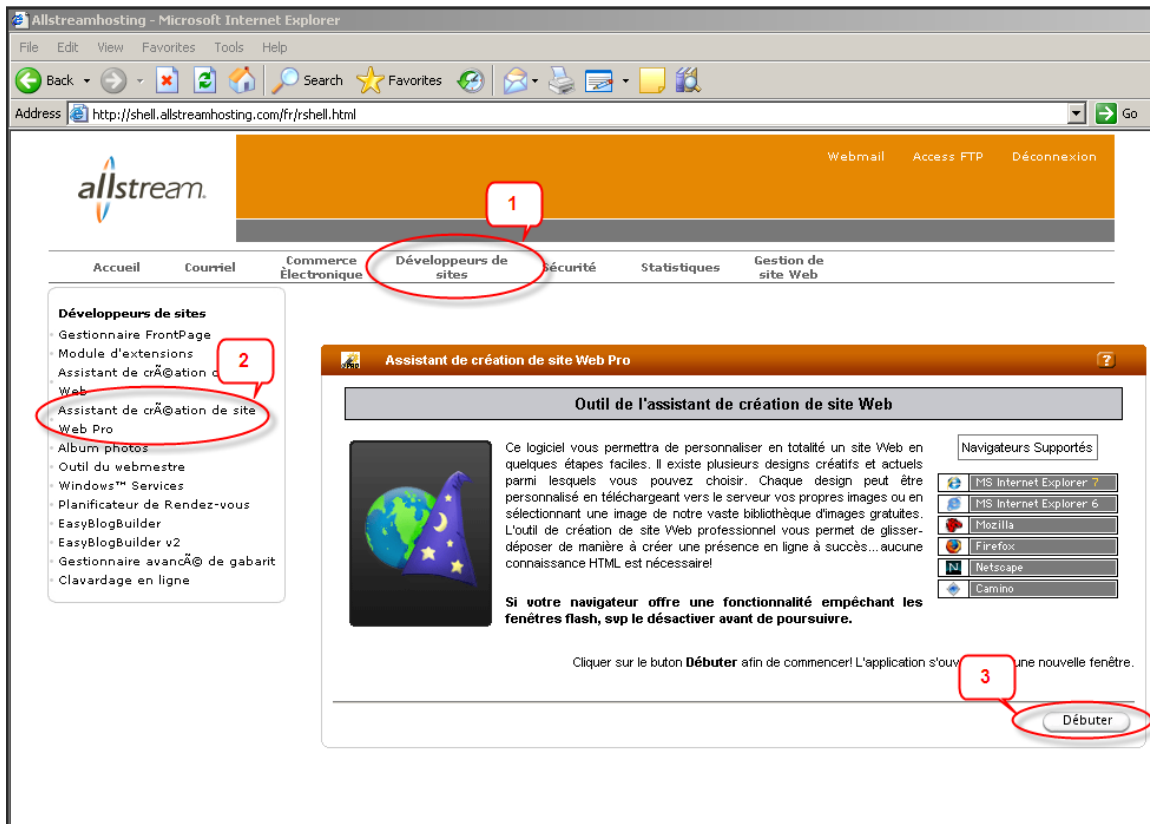 Allstreamhosting - Microsoft Internet Explorer
File Edit View Favorites Tools Help
Back Search Favorites
Address http://shell.allstreamhosting.com/fr/rshell.html Go
allstream.
Webmail Access FTP Déconnexion
1
Accueil Courriel Commerce Électronique Développeurs de sites Sécurité Statistiques Gestion de site Web
Développeurs de sites
Gestionnaire FrontPage
Module d'extensions
2
Assistant de crÃ©ation
Web
Assistant de crÃ©ation de site
Web Pro
Album photos
Outil du webmestre
Windows™ Services
Planificateur de Rendez-vous
EasyBlogBuilder
EasyBlogBuilder v2
Gestionnaire avancÃ© de gabarit
Clavardage en ligne
Assistant de création de site Web Pro ?
Outil de l'assistant de création de site Web
Ce logiciel vous permettra de personnaliser en totalité un site Web en
quelques étapes faciles. Il existe plusieurs designs créatifs et actuels
parmi lesquels vous pouvez choisir. Chaque design peut être
personnalisé en téléchargeant vers le serveur vos propres images ou en
sélectionnant une image de notre vaste bibliothèque d'images gratuites.
L'outil de création de site Web professionnel vous permet de glisser-
déposer de manière à créer une présence en ligne à succès...aucune
connaissance HTML est nécessaire!
Si votre navigateur offre une fonctionnalité empêchant les
fenêtres flash, svp le désactiver avant de poursuivre.
Navigateurs Supportés
MS Internet Explorer 7
MS Internet Explorer 6
Mozilla
Firefox
Netscape
Camino
Cliquer sur le buton Débuter afin de commencer! L'application une nouvelle fenêtre.
3
Débuter